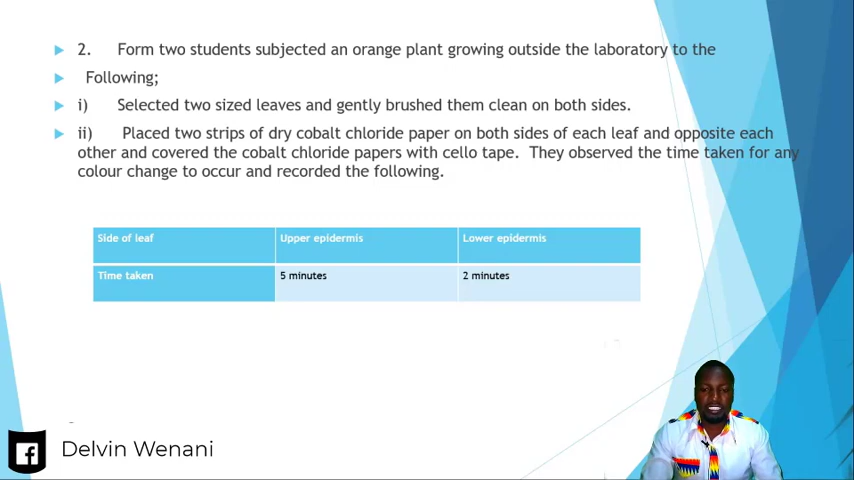 2. Form two students subjected an orange plant growing outside the laboratory to the
Following;
i) Selected two sized leaves and gently brushed them clean on both sides.
ii) Placed two strips of dry cobalt chloride paper on both sides of each leaf and opposite each
other and covered the cobalt chloride papers with cello tape. They observed the time taken for any
colour change to occur and recorded the following.
Side of leaf Upper epidermis Lower epidermis
Time taken 5 minutes 2 minutes
Delvin Wenani